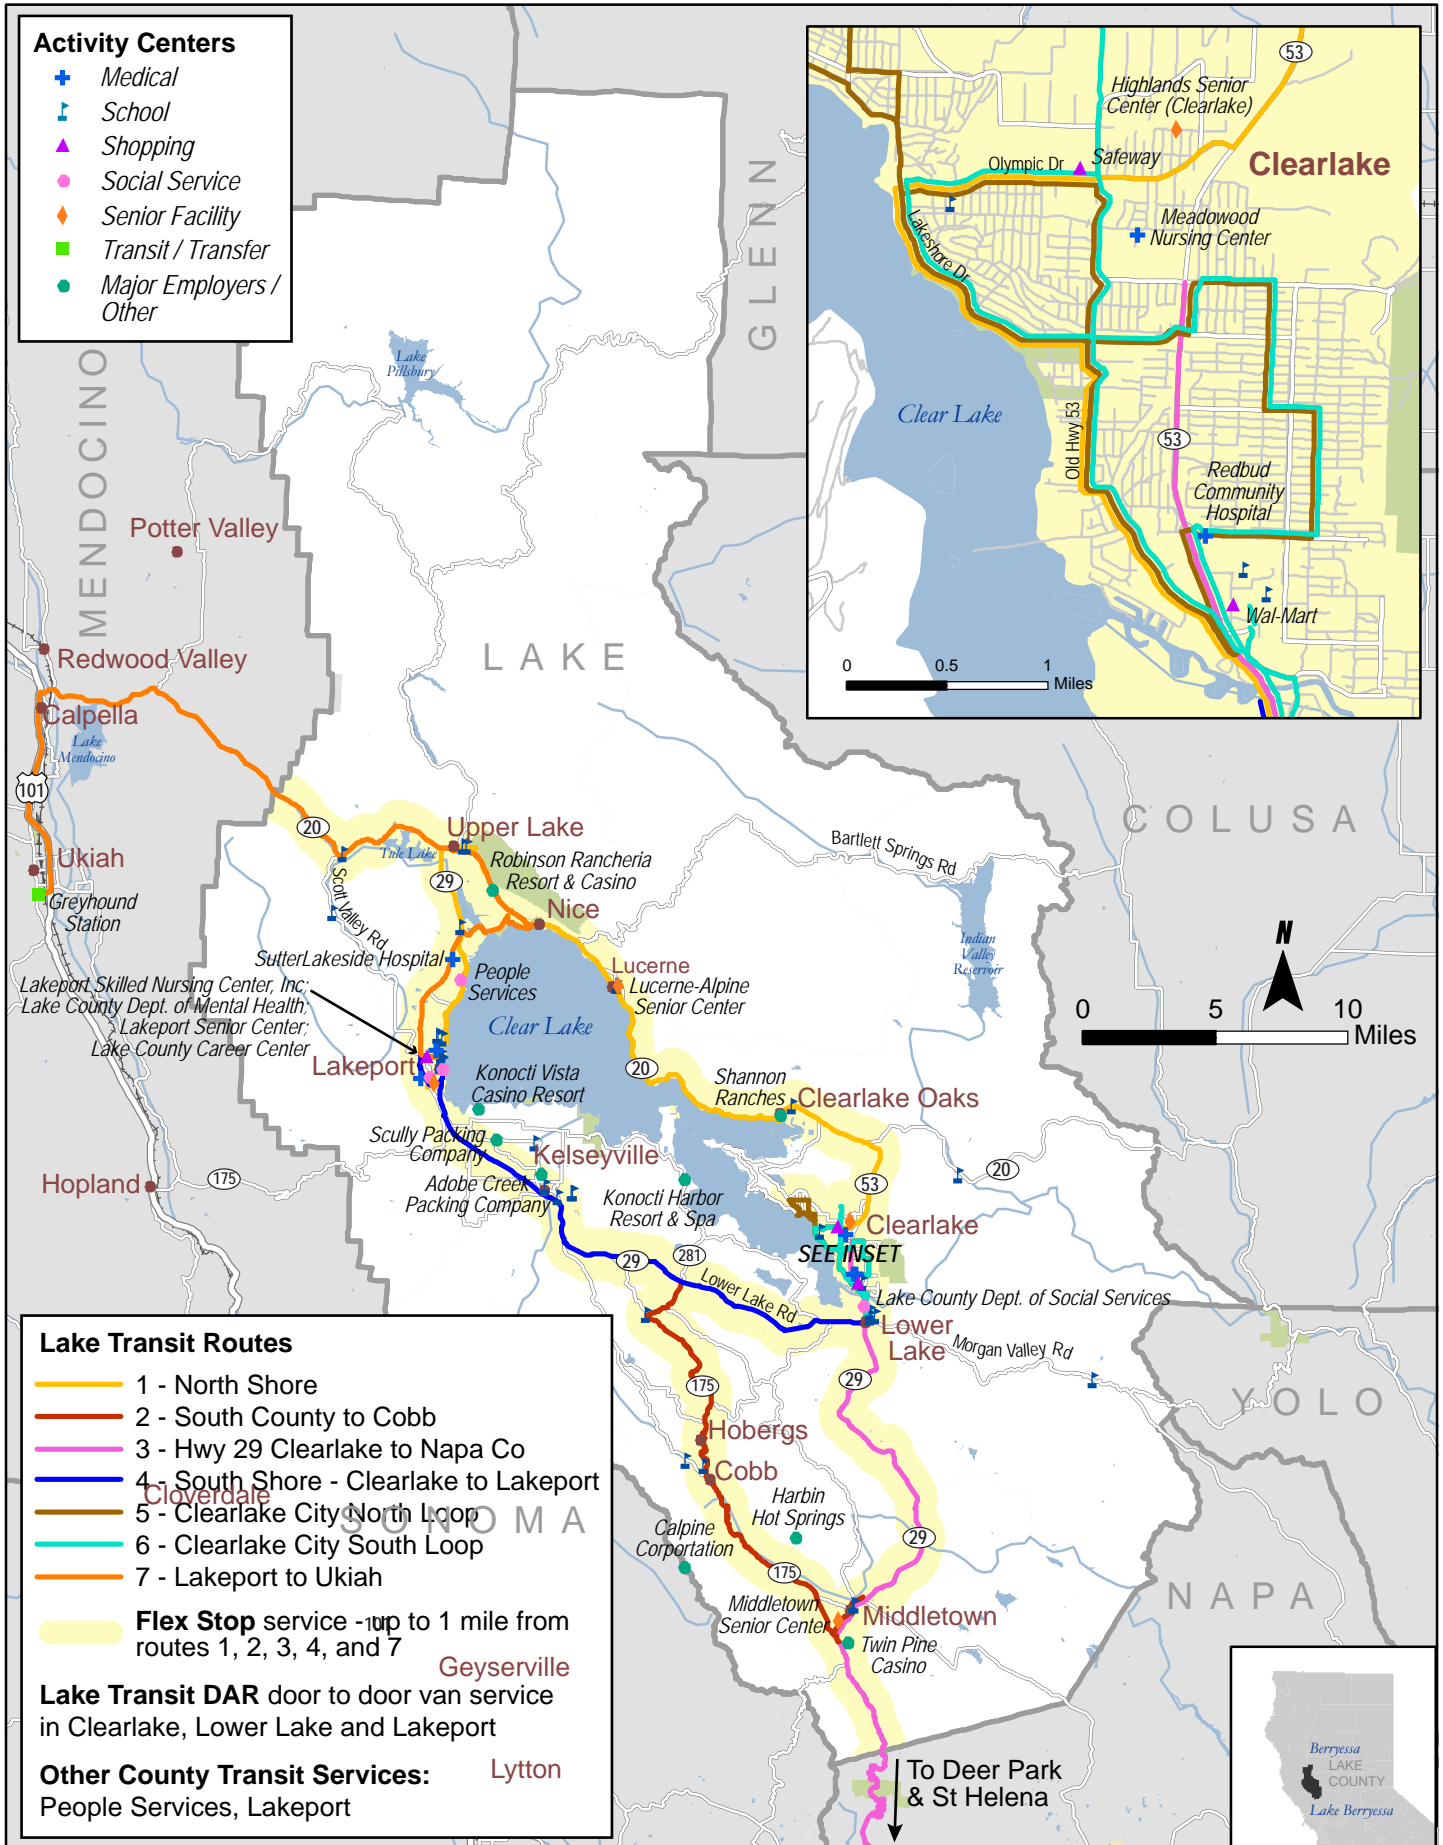 Activity Centers
Medical
School
Shopping
Social Service
Senior Facility
Transit / Transfer
Major Employers /
Other
53
Highlands Senior
Center (Clearlake)
Clearlake
Olympic Dr
Safeway
Meadowood
Nursing Center
Lakeshore Dr
Clear Lake
Old Hwy 53
53
Redbud
Community
Hospital
Wal-Mart
0 0.5 1
Miles
GLENN
MENDOCINO
Lake
Pillsbury
Potter Valley
LAKE
Redwood Valley
Calpella
Lake
Mendocino
101
COLUSA
20
Upper Lake
Tule Lake
Bartlett Springs Rd
Ukiah
Robinson Rancheria
Resort & Casino
29
Greyhound
Station
Scott Valley Rd
Nice
Indian
Valley
Reservoir
N
SutterLakeside Hospital
Lucerne
People
Services
Lucerne-Alpine
Senior Center
Lakeport Skilled Nursing Center, Inc;
Lake County Dept. of Mental Health;
Lakeport Senior Center;
Lake County Career Center
Clear Lake
0 5 10
Miles
Lakeport
20
Konocti Vista
Casino Resort
Shannon
Ranches
Clearlake Oaks
Scully Packing
Company
Kelseyville
20
Hopland
175
Adobe Creek
Packing Company
Konocti Harbor
Resort & Spa
53
Clearlake
SEE INSET
29
281
Lower Lake Rd
Lake County Dept. of Social Services
Lower
Lake
Morgan Valley Rd
29
175
YOLO
Hobergs
Cobb
Harbin
Hot Springs
Calpine
Corportation
29
175
NAPA
Middletown
Senior Center
Middletown
Twin Pine
Casino
To Deer Park
& St Helena
Lake Transit Routes
1 - North Shore
2 - South County to Cobb
3 - Hwy 29 Clearlake to Napa Co
4 - South Shore - Clearlake to Lakeport
Cloverdale
5 - Clearlake City North Loop
SONOMA
6 - Clearlake City South Loop
7 - Lakeport to Ukiah
Flex Stop service - up to 1 mile from
101
routes 1, 2, 3, 4, and 7
Geyserville
Lake Transit DAR door to door van service
in Clearlake, Lower Lake and Lakeport
Lytton
Other County Transit Services:
People Services, Lakeport
Berryessa
LAKE
COUNTY
Lake Berryessa